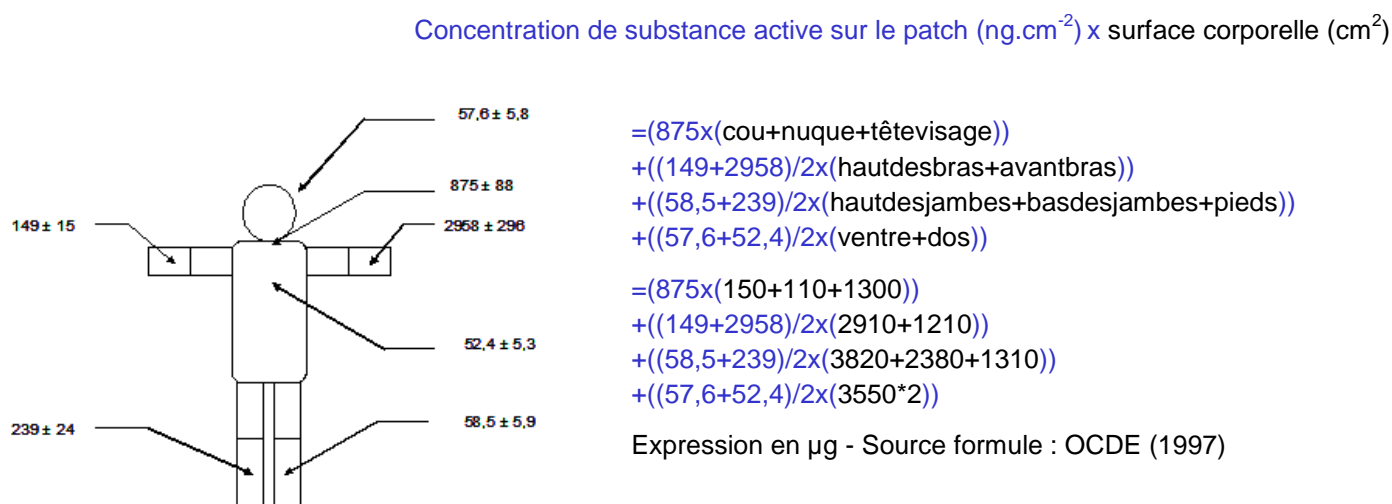 Concentration de substance active sur le patch (ng.cm⁻²) x surface corporelle (cm²)
57,6 ± 5,8
875 ± 88
149 ± 15
2958 ± 296
52,4 ± 5,3
239 ± 24
58,5 ± 5,9
=(875x(cou+nuque+têtevisage))
+((149+2958)/2x(hautdesbras+avantbras))
+((58,5+239)/2x(hautdesjambes+basdesjambes+pieds))
+((57,6+52,4)/2x(ventre+dos))
=(875x(150+110+1300))
+((149+2958)/2x(2910+1210))
+((58,5+239)/2x(3820+2380+1310))
+((57,6+52,4)/2x(3550*2))
Expression en µg - Source formule : OCDE (1997)